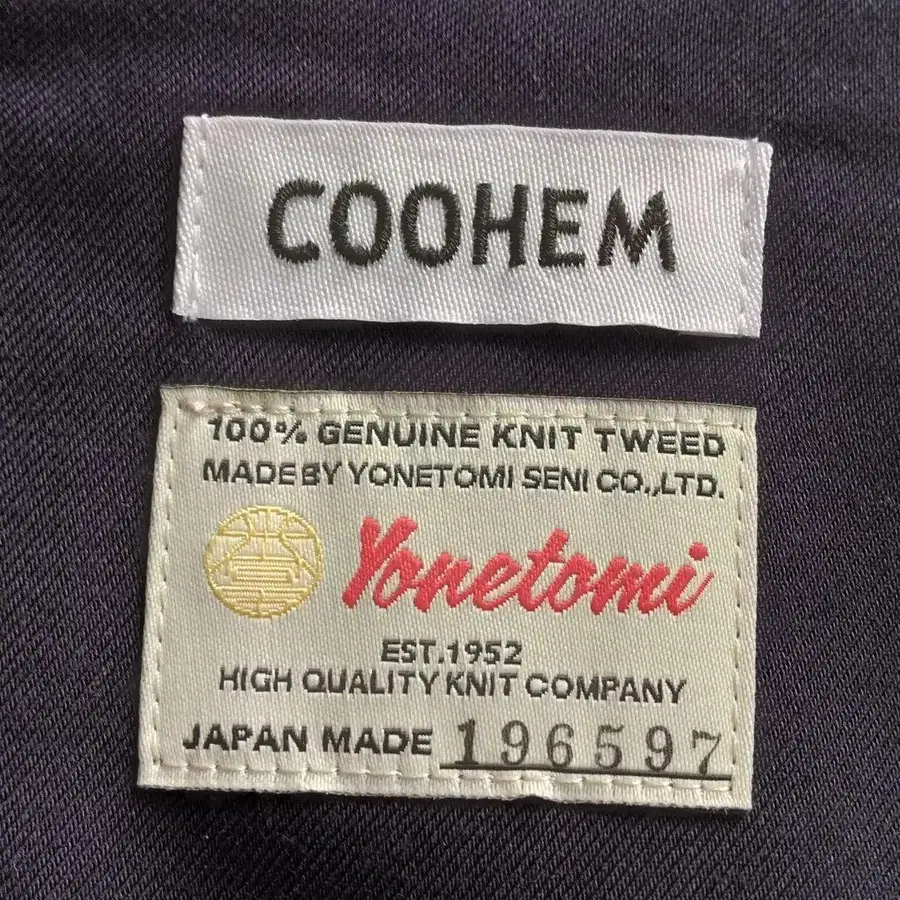 COOHEM
100% GENUINE KNIT TWEED
MADE BY YONETOMI SENI CO.,LTD.
Yonetomi
EST.1952
HIGH QUALITY KNIT COMPANY
JAPAN MADE 196597